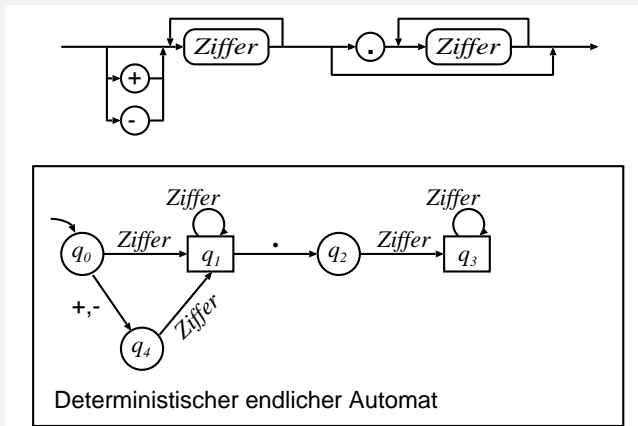 Ziffer . Ziffer
+
-
Ziffer Ziffer
q0 Ziffer q1 . q2 Ziffer q3
+,- Ziffer
q4
Deterministischer endlicher Automat